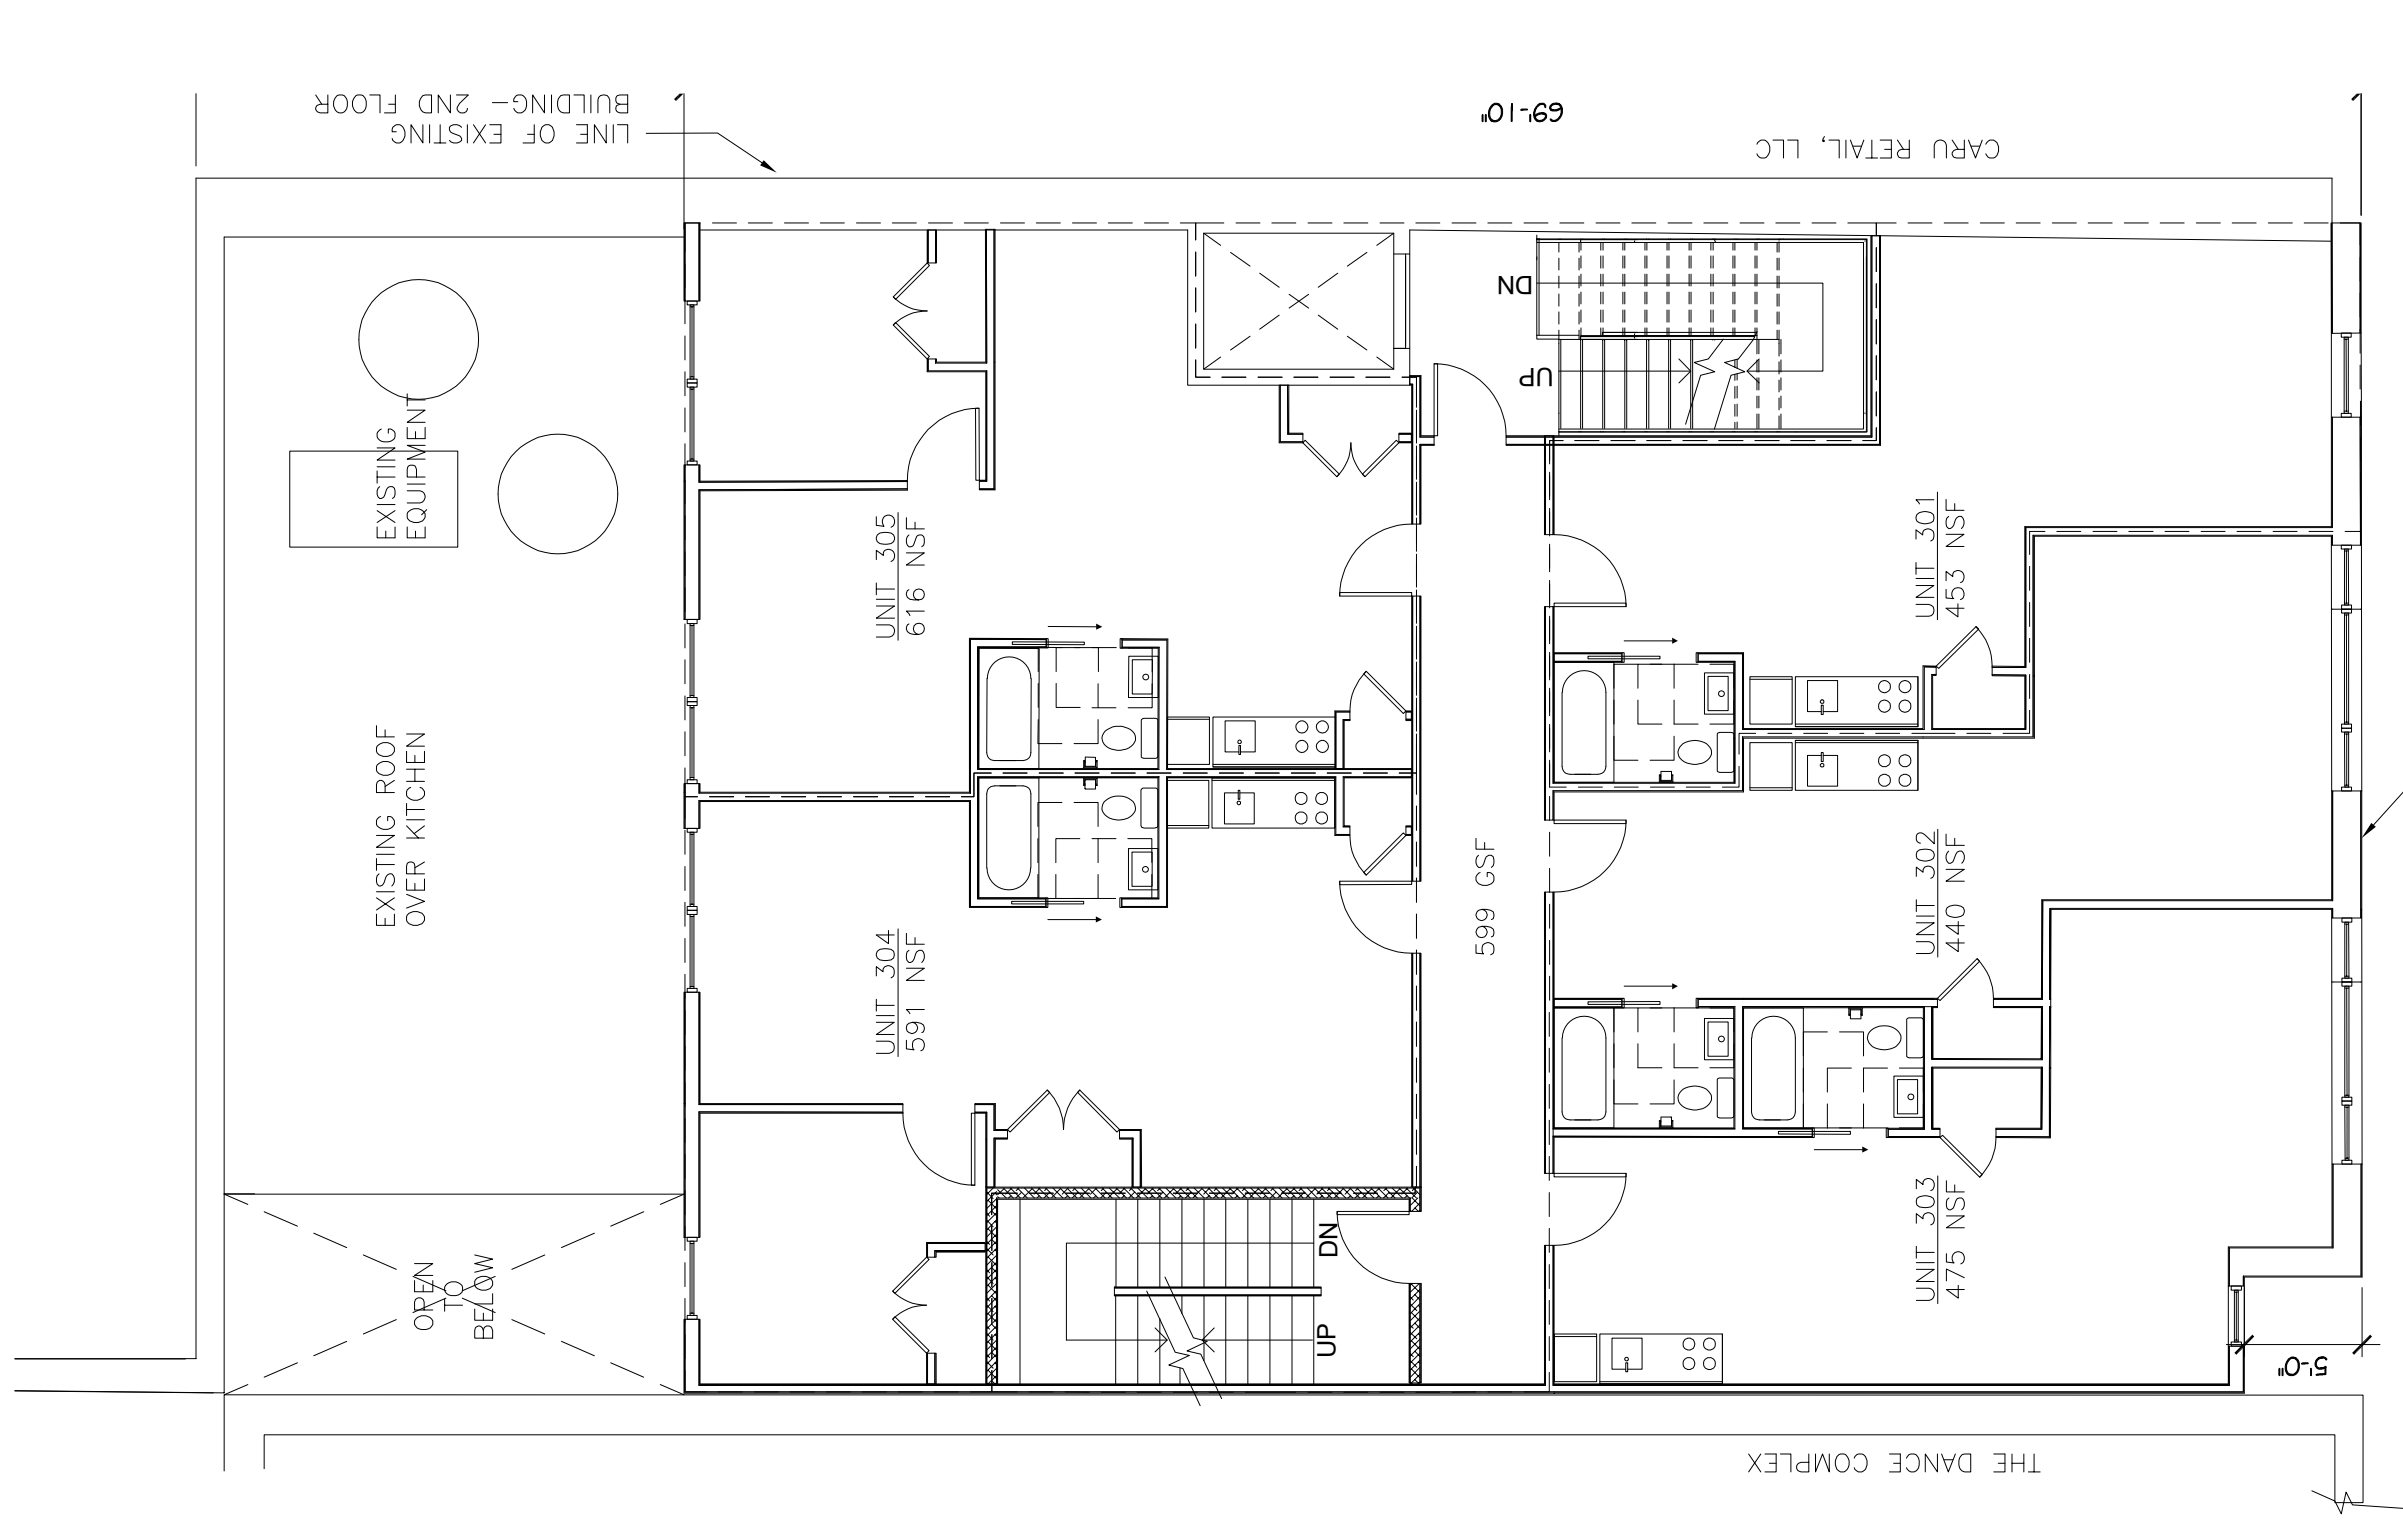 LINE OF EXISTING
BUILDING- 2ND FLOOR
69'-10"
CARU RETAIL, LLC
EXISTING
EQUIPMENT
DN
UP
UNIT 305
616 NSF
UNIT 301
453 NSF
EXISTING ROOF
OVER KITCHEN
599 GSF
UNIT 302
440 NSF
UNIT 304
591 NSF
UNIT 303
475 NSF
OPEN
TO
BELOW
DN
UP
5'-0"
THE DANCE COMPLEX